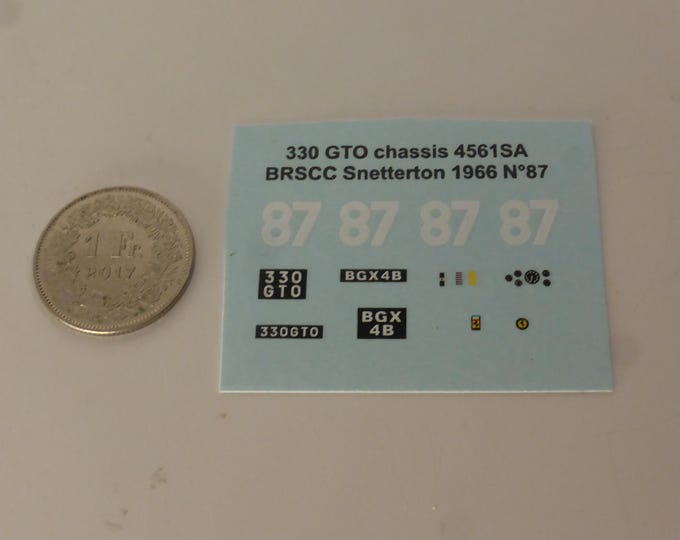 330 GTO chassis 4561SA
BRSCC Snetterton 1966 N°87
87 87 87 87
330
GTO
BGX4B
330GTO
BGX
4B
1 Fr.
2017